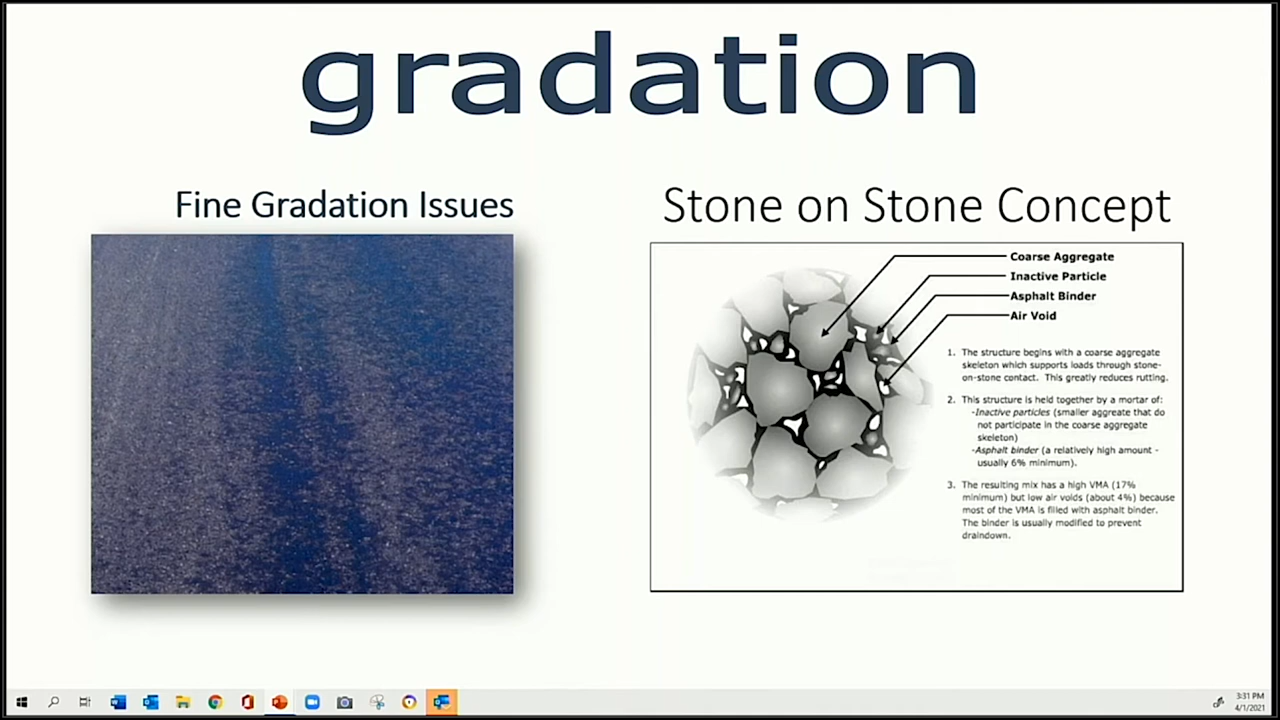 gradation
Fine Gradation Issues
Stone on Stone Concept
Coarse Aggregate
Inactive Particle
Asphalt Binder
Air Void
1. The structure begins with a coarse aggregate
skeleton which supports loads through stone-
on-stone contact. This greatly reduces rutting.
2. This structure is held together by a mortar of:
-Inactive particles (smaller aggreate that do
not participate in the coarse aggregate
skeleton)
-Asphalt binder (a relatively high amount -
usually 6% minimum).
3. The resulting mix has a high VMA (17%
minimum) but low air voids (about 4%) because
most of the VMA is filled with asphalt binder.
The binder is usually modified to prevent
draindown.
3:31 PM
4/1/2021